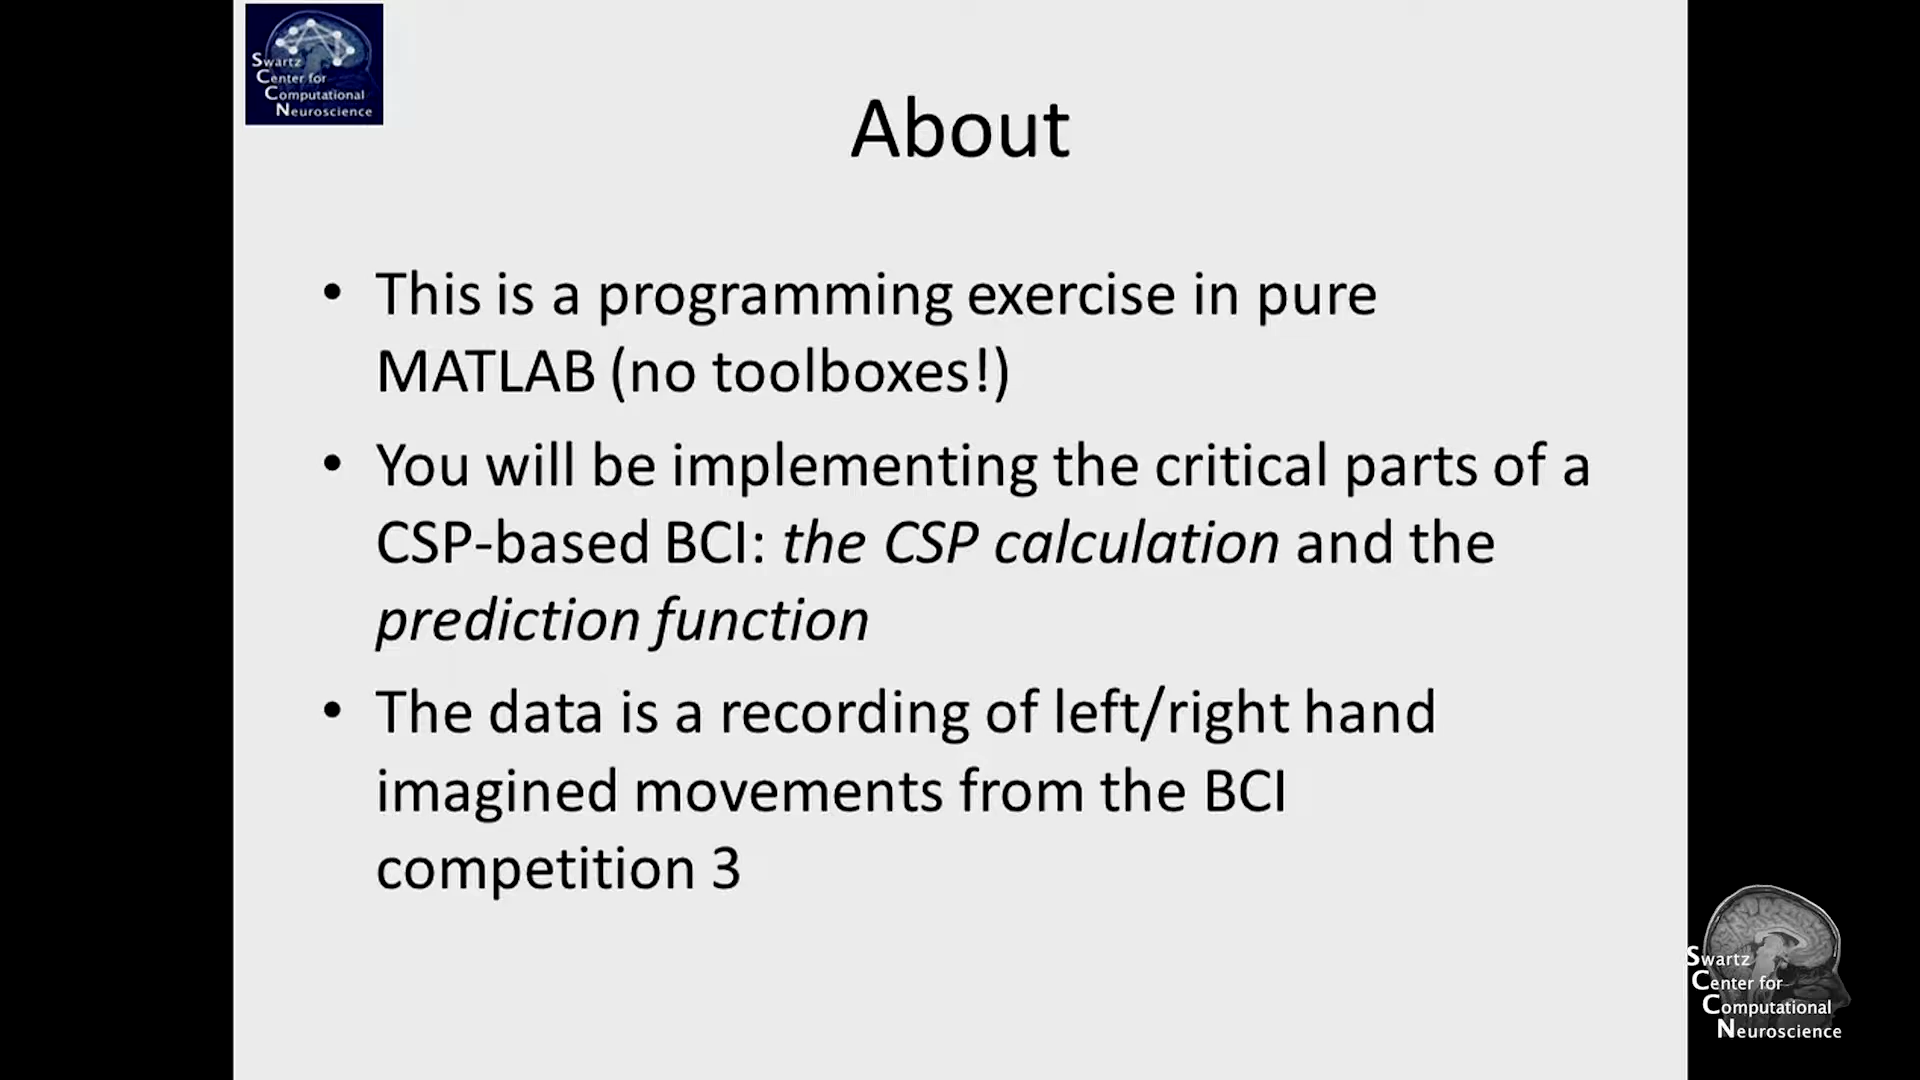 Swartz
Center for
Computational
Neuroscience
About
• This is a programming exercise in pure
MATLAB (no toolboxes!)
• You will be implementing the critical parts of a
CSP-based BCI: the CSP calculation and the
prediction function
• The data is a recording of left/right hand
imagined movements from the BCI
competition 3
Swartz
Center for
Computational
Neuroscience